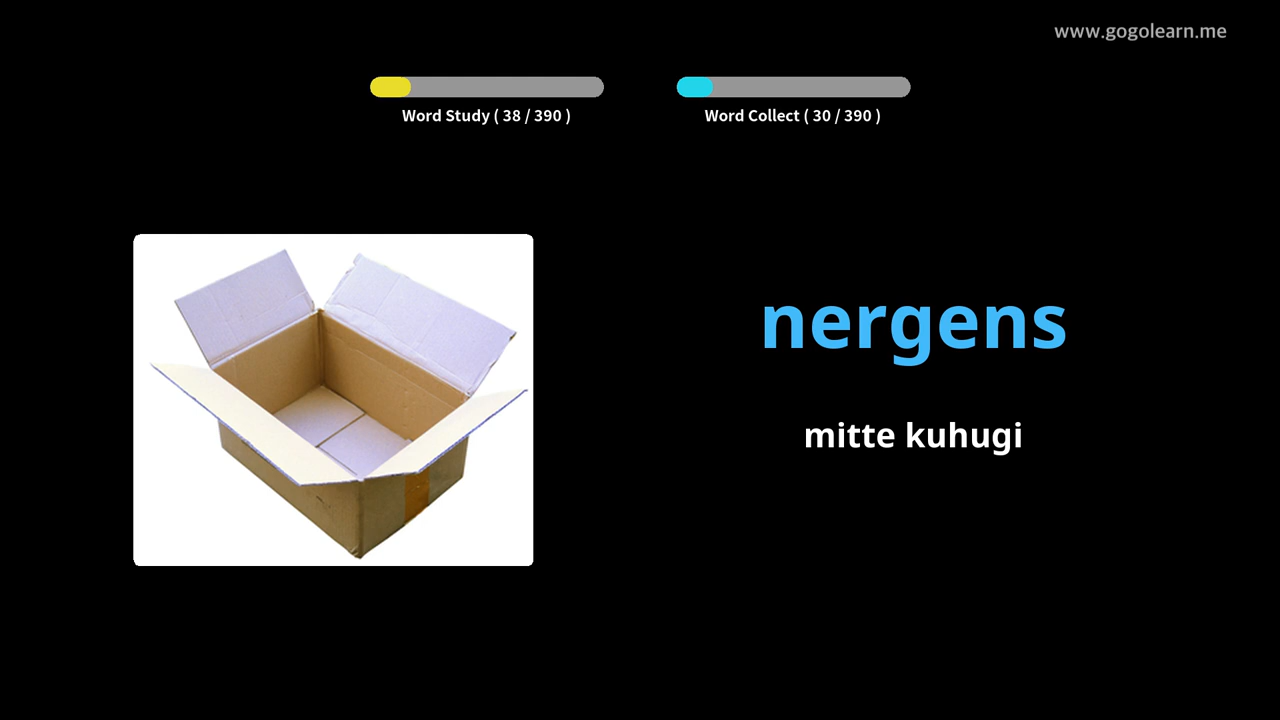 www.gogolearn.me
Word Study ( 38 / 390 )
Word Collect ( 30 / 390 )
nergens
mitte kuhugi